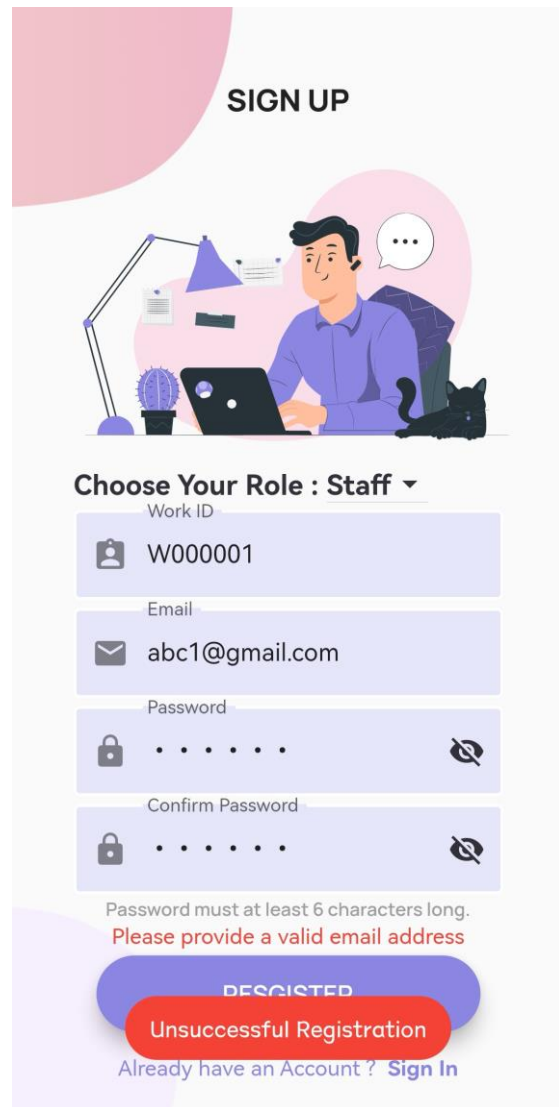 SIGN UP
Choose Your Role : Staff
Work ID
W000001
Email
abc1@gmail.com
Password
Confirm Password
Password must at least 6 characters long.
Please provide a valid email address
RESGISTER
Unsuccessful Registration
Already have an Account ? Sign In